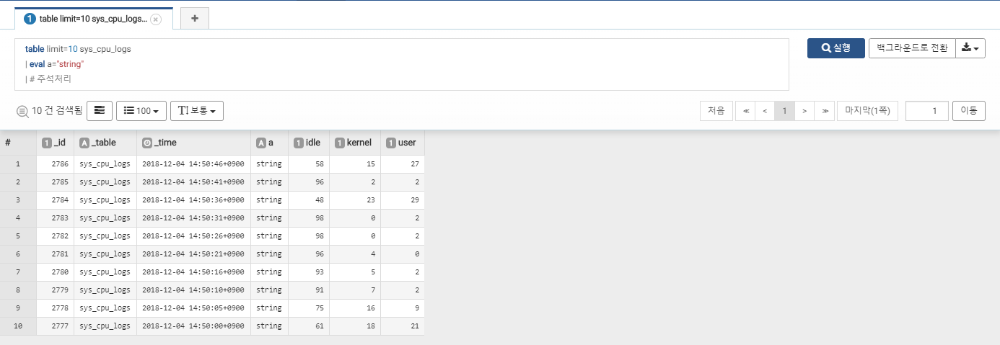 1 table limit=10 sys_cpu_logs...
table limit=10 sys_cpu_logs
| eval a="string"
| # 주석처리
실행 백그라운드로 전환
10 건 검색됨 100 보통 처음 ≪ < 1 > ≫ 마지막(1쪽) 1 이동
# 1 _id A _table _time A a 1 idle 1 kernel 1 user
1 2786 sys_cpu_logs 2018-12-04 14:50:46+0900 string 58 15 27
2 2785 sys_cpu_logs 2018-12-04 14:50:41+0900 string 96 2 2
3 2784 sys_cpu_logs 2018-12-04 14:50:36+0900 string 48 23 29
4 2783 sys_cpu_logs 2018-12-04 14:50:31+0900 string 98 0 2
5 2782 sys_cpu_logs 2018-12-04 14:50:26+0900 string 98 0 2
6 2781 sys_cpu_logs 2018-12-04 14:50:21+0900 string 96 4 0
7 2780 sys_cpu_logs 2018-12-04 14:50:16+0900 string 93 5 2
8 2779 sys_cpu_logs 2018-12-04 14:50:10+0900 string 91 7 2
9 2778 sys_cpu_logs 2018-12-04 14:50:05+0900 string 75 16 9
10 2777 sys_cpu_logs 2018-12-04 14:50:00+0900 string 61 18 21